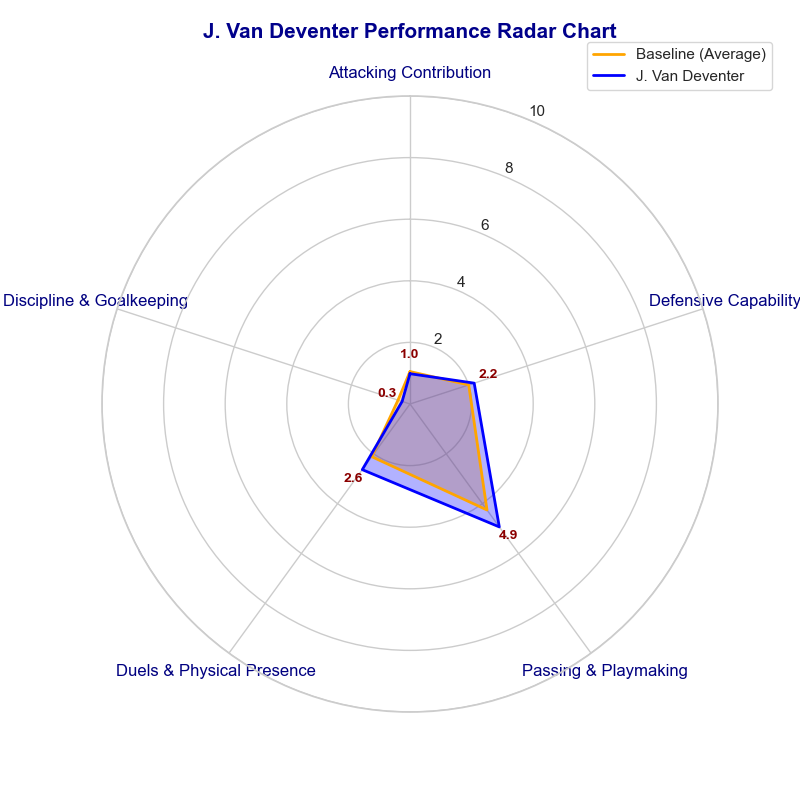 J. Van Deventer Performance Radar Chart
Baseline (Average)
J. Van Deventer
Attacking Contribution
10
8
6
4
2
1.0
Discipline & Goalkeeping
Defensive Capability
2.2
0.3
2.6
4.9
Duels & Physical Presence
Passing & Playmaking